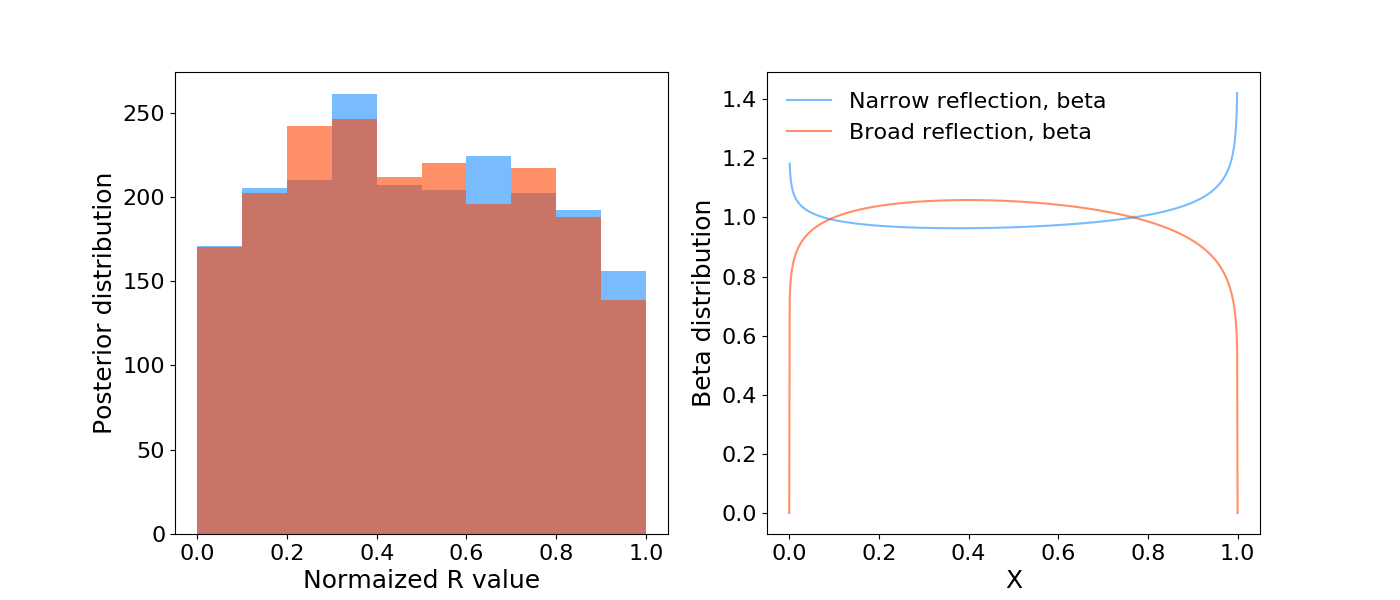 Posterior distribution
250
200
150
100
50
0
0.0 0.2 0.4 0.6 0.8 1.0
Normaized R value
Beta distribution
1.4
1.2
1.0
0.8
0.6
0.4
0.2
0.0
Narrow reflection, beta
Broad reflection, beta
0.0 0.2 0.4 0.6 0.8 1.0
X